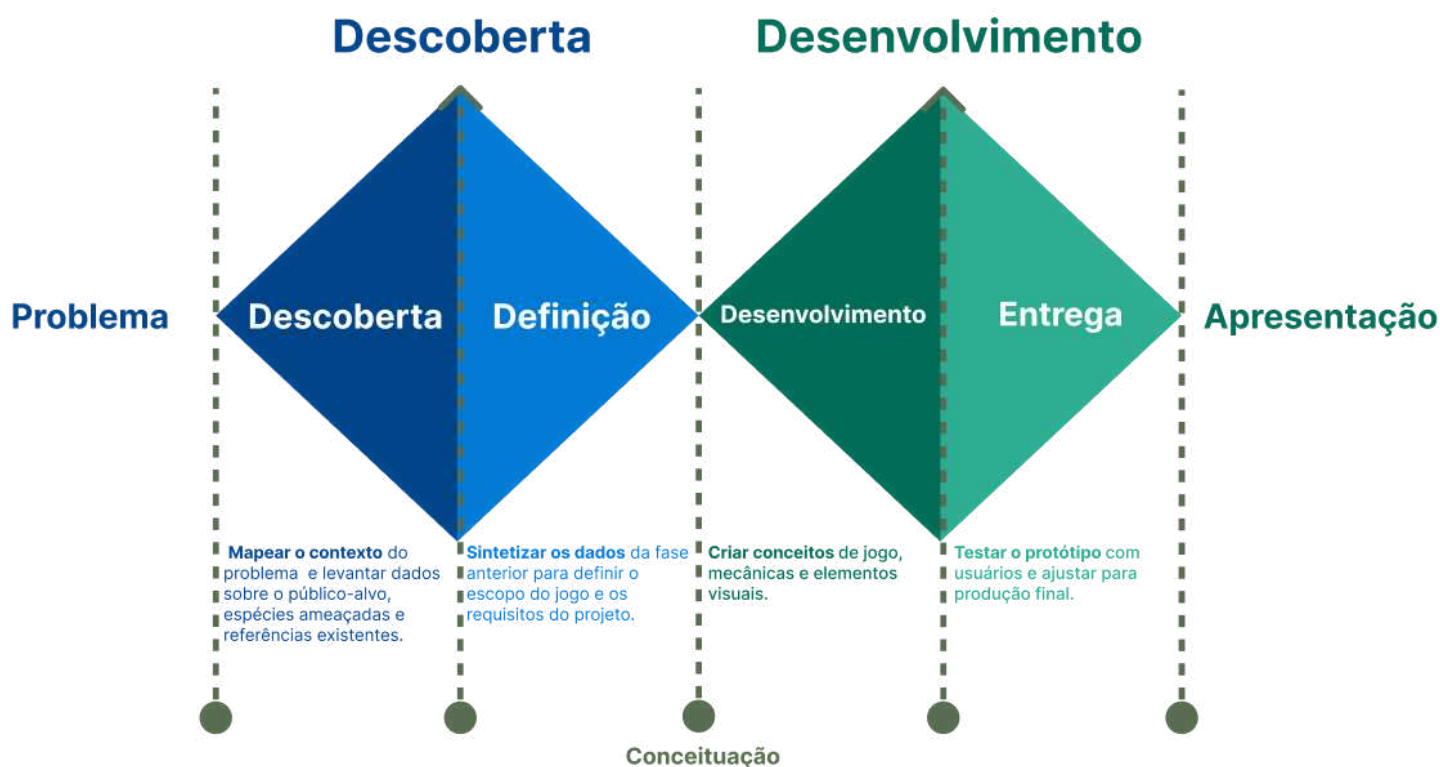 Descoberta
Desenvolvimento
Problema
Descoberta
Definição
Desenvolvimento
Entrega
Apresentação
Mapear o contexto do
problema e levantar dados
sobre o público-alvo,
espécies ameaçadas e
referências existentes.
Sintetizar os dados da fase
anterior para definir o
escopo do jogo e os
requisitos do projeto.
Criar conceitos de jogo,
mecânicas e elementos
visuais.
Testar o protótipo com
usuários e ajustar para
produção final.
Conceituação